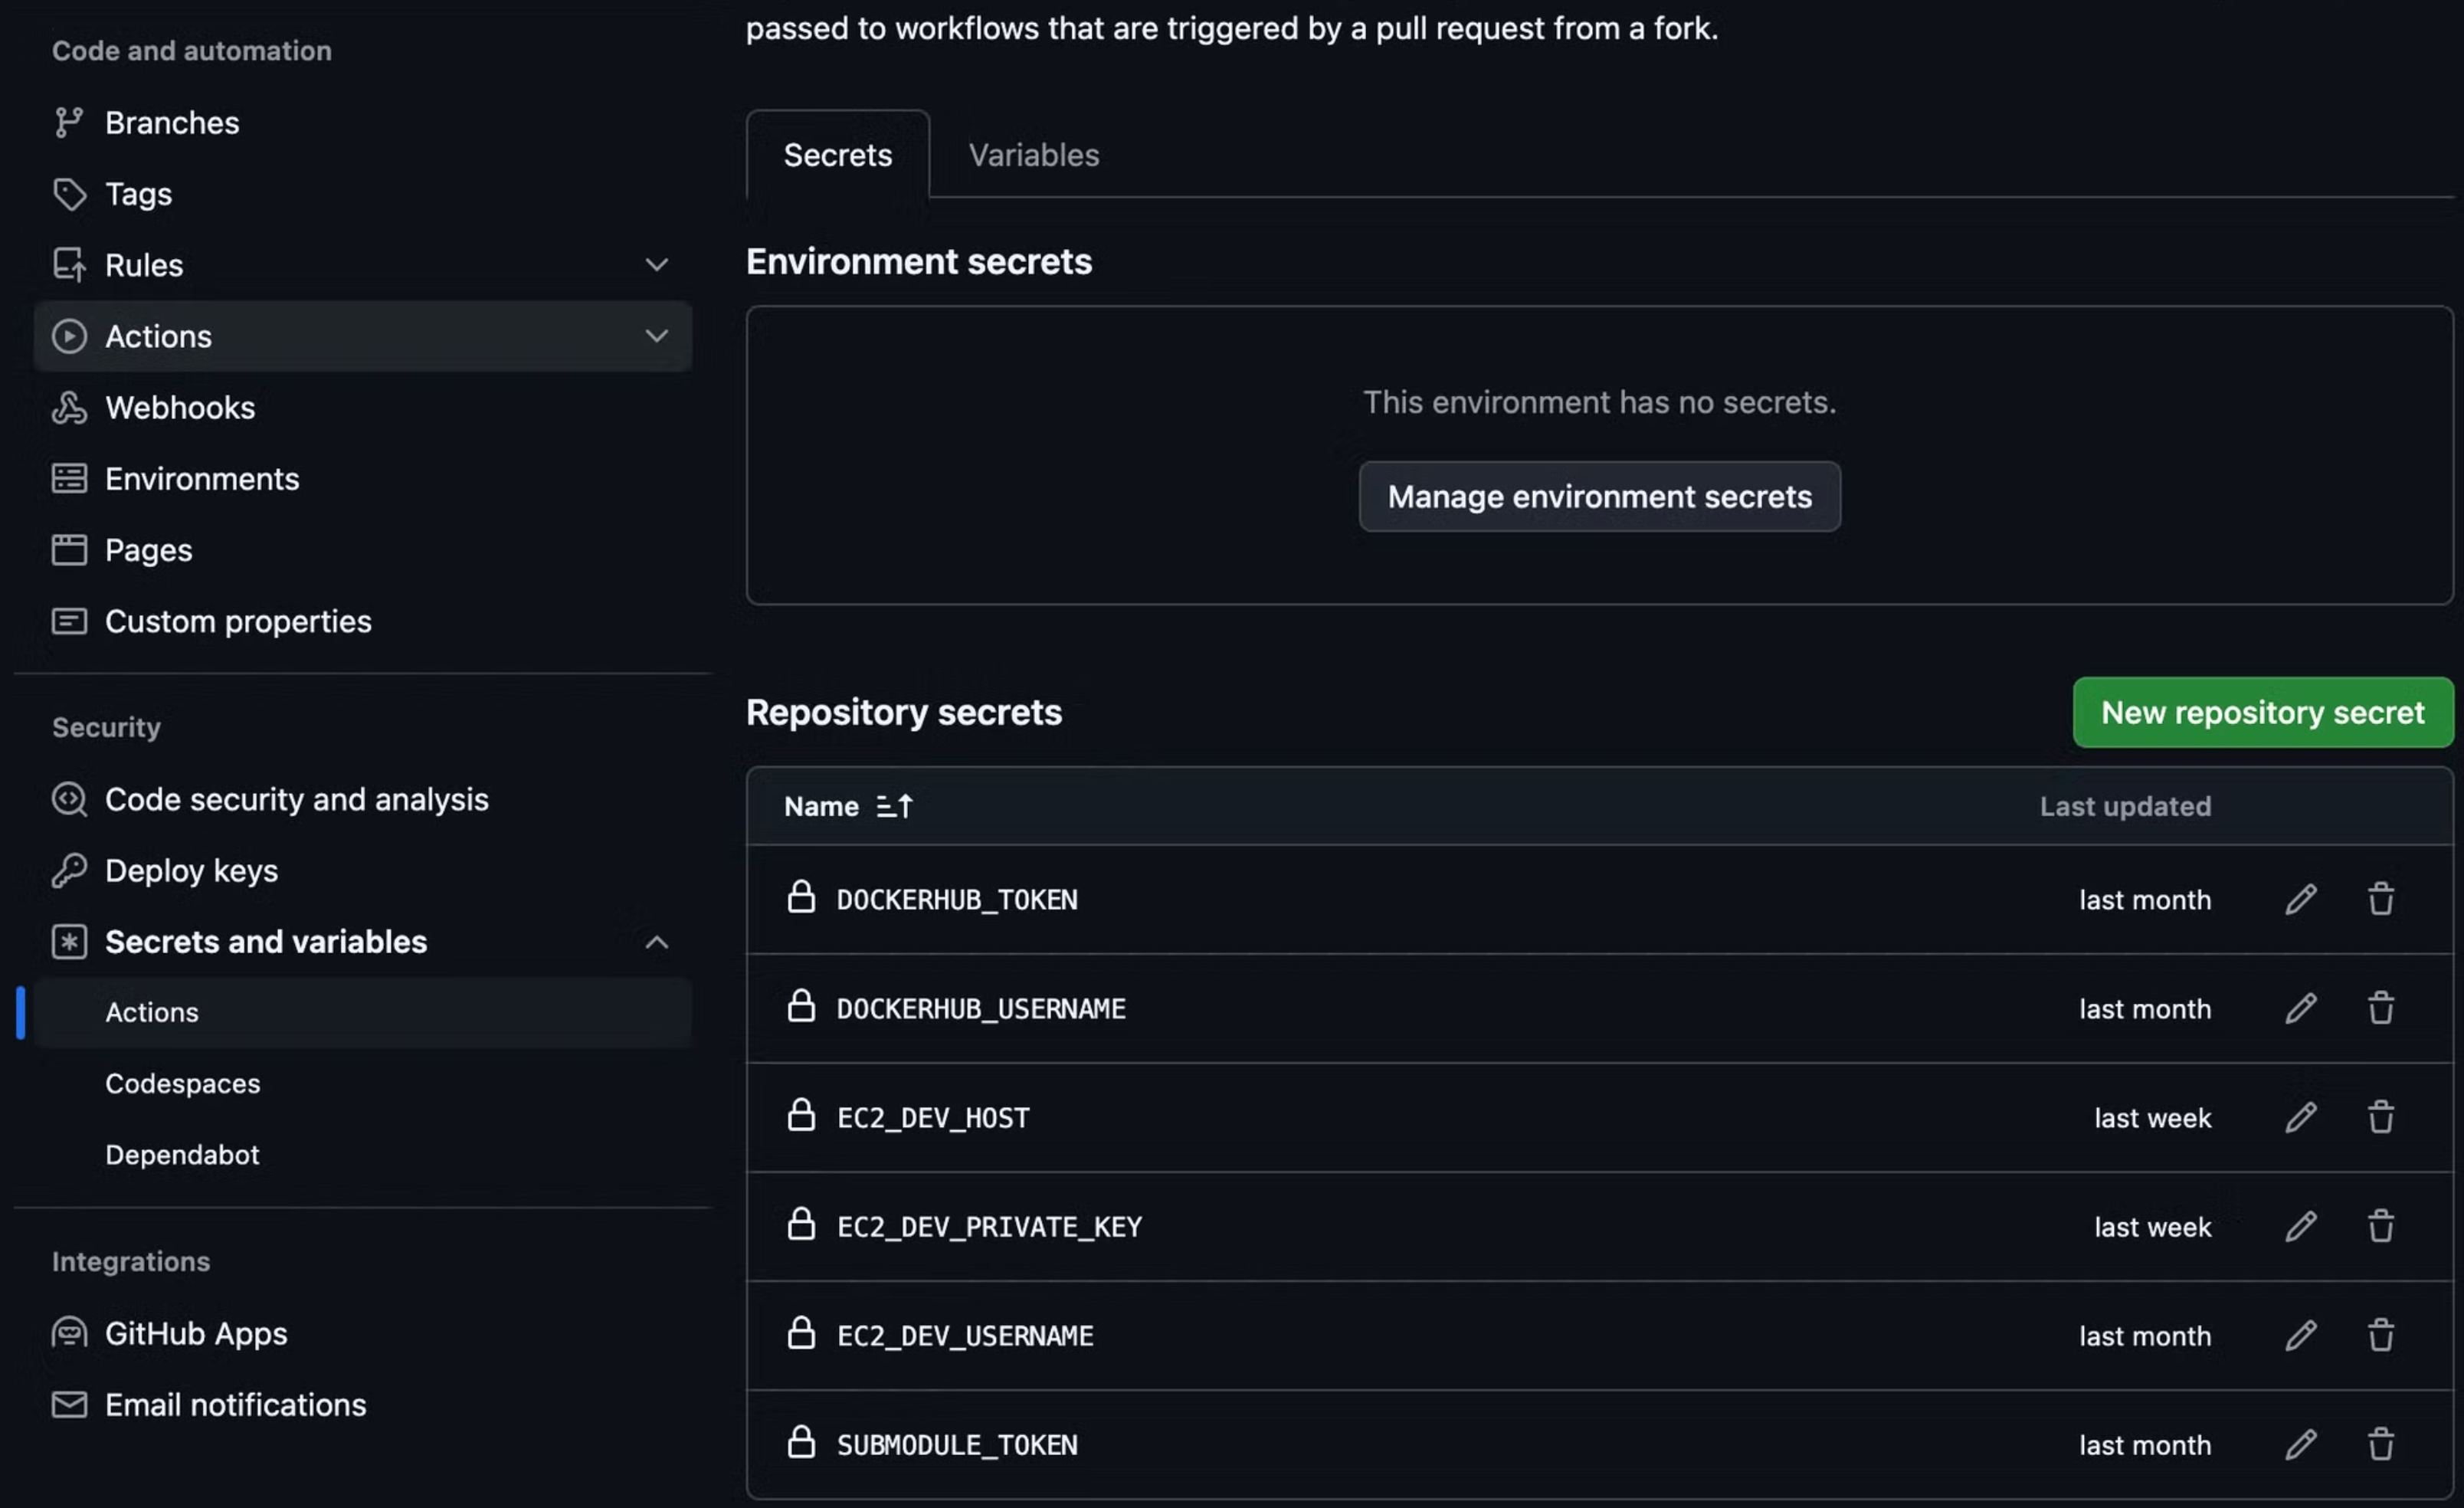 Code and automation
Branches
Tags
Rules
Actions
Webhooks
Environments
Pages
Custom properties
Security
Code security and analysis
Deploy keys
Secrets and variables
Actions
Codespaces
Dependabot
Integrations
GitHub Apps
Email notifications
passed to workflows that are triggered by a pull request from a fork.
Secrets Variables
Environment secrets
This environment has no secrets.
Manage environment secrets
Repository secrets New repository secret
Name Last updated
DOCKERHUB_TOKEN last month
DOCKERHUB_USERNAME last month
EC2_DEV_HOST last week
EC2_DEV_PRIVATE_KEY last week
EC2_DEV_USERNAME last month
SUBMODULE_TOKEN last month